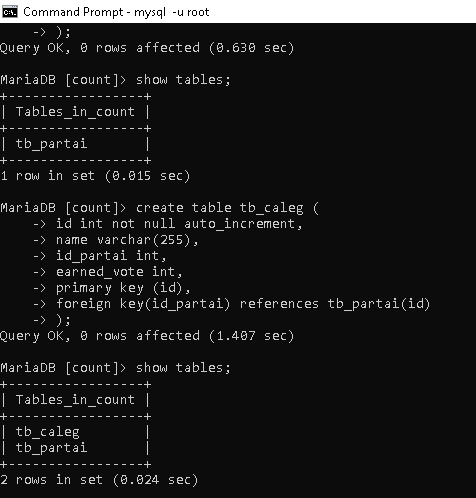 Command Prompt - mysql -u root
    -> );
Query OK, 0 rows affected (0.630 sec)

MariaDB [count]> show tables;
+-----------------+
| Tables_in_count |
+-----------------+
| tb_partai       |
+-----------------+
1 row in set (0.015 sec)

MariaDB [count]> create table tb_caleg (
    -> id int not null auto_increment,
    -> name varchar(255),
    -> id_partai int,
    -> earned_vote int,
    -> primary key (id),
    -> foreign key(id_partai) references tb_partai(id)
    -> );
Query OK, 0 rows affected (1.407 sec)

MariaDB [count]> show tables;
+-----------------+
| Tables_in_count |
+-----------------+
| tb_caleg        |
| tb_partai       |
+-----------------+
2 rows in set (0.024 sec)